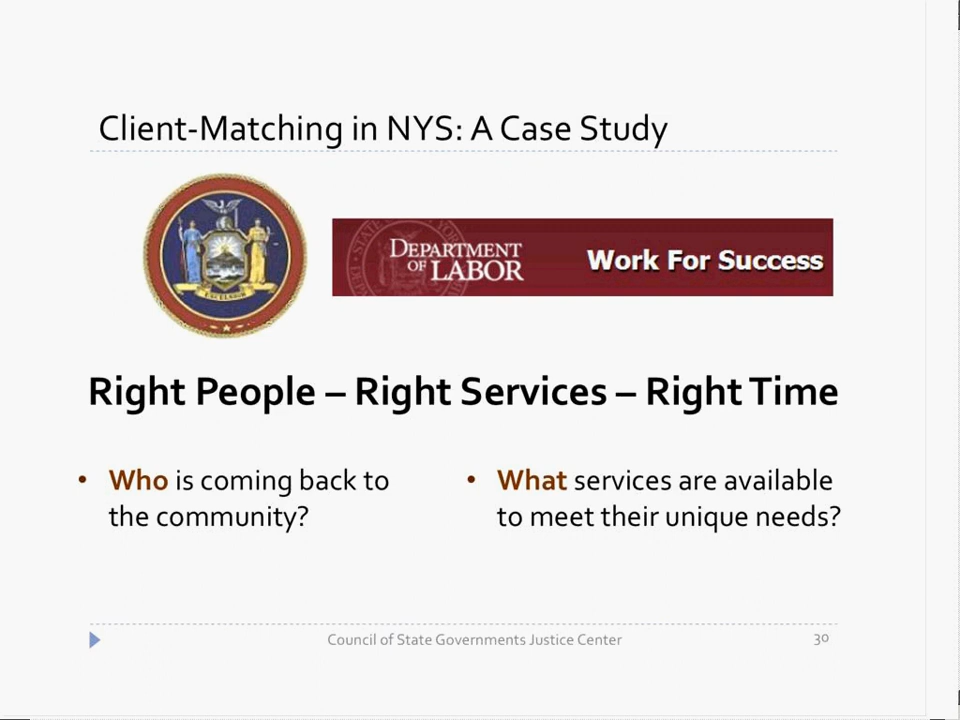 Client-Matching in NYS: A Case Study
EXCELSIOR
DEPARTMENT
OF LABOR
Work For Success
Right People – Right Services – Right Time
• Who is coming back to
the community?
• What services are available
to meet their unique needs?
Council of State Governments Justice Center
30